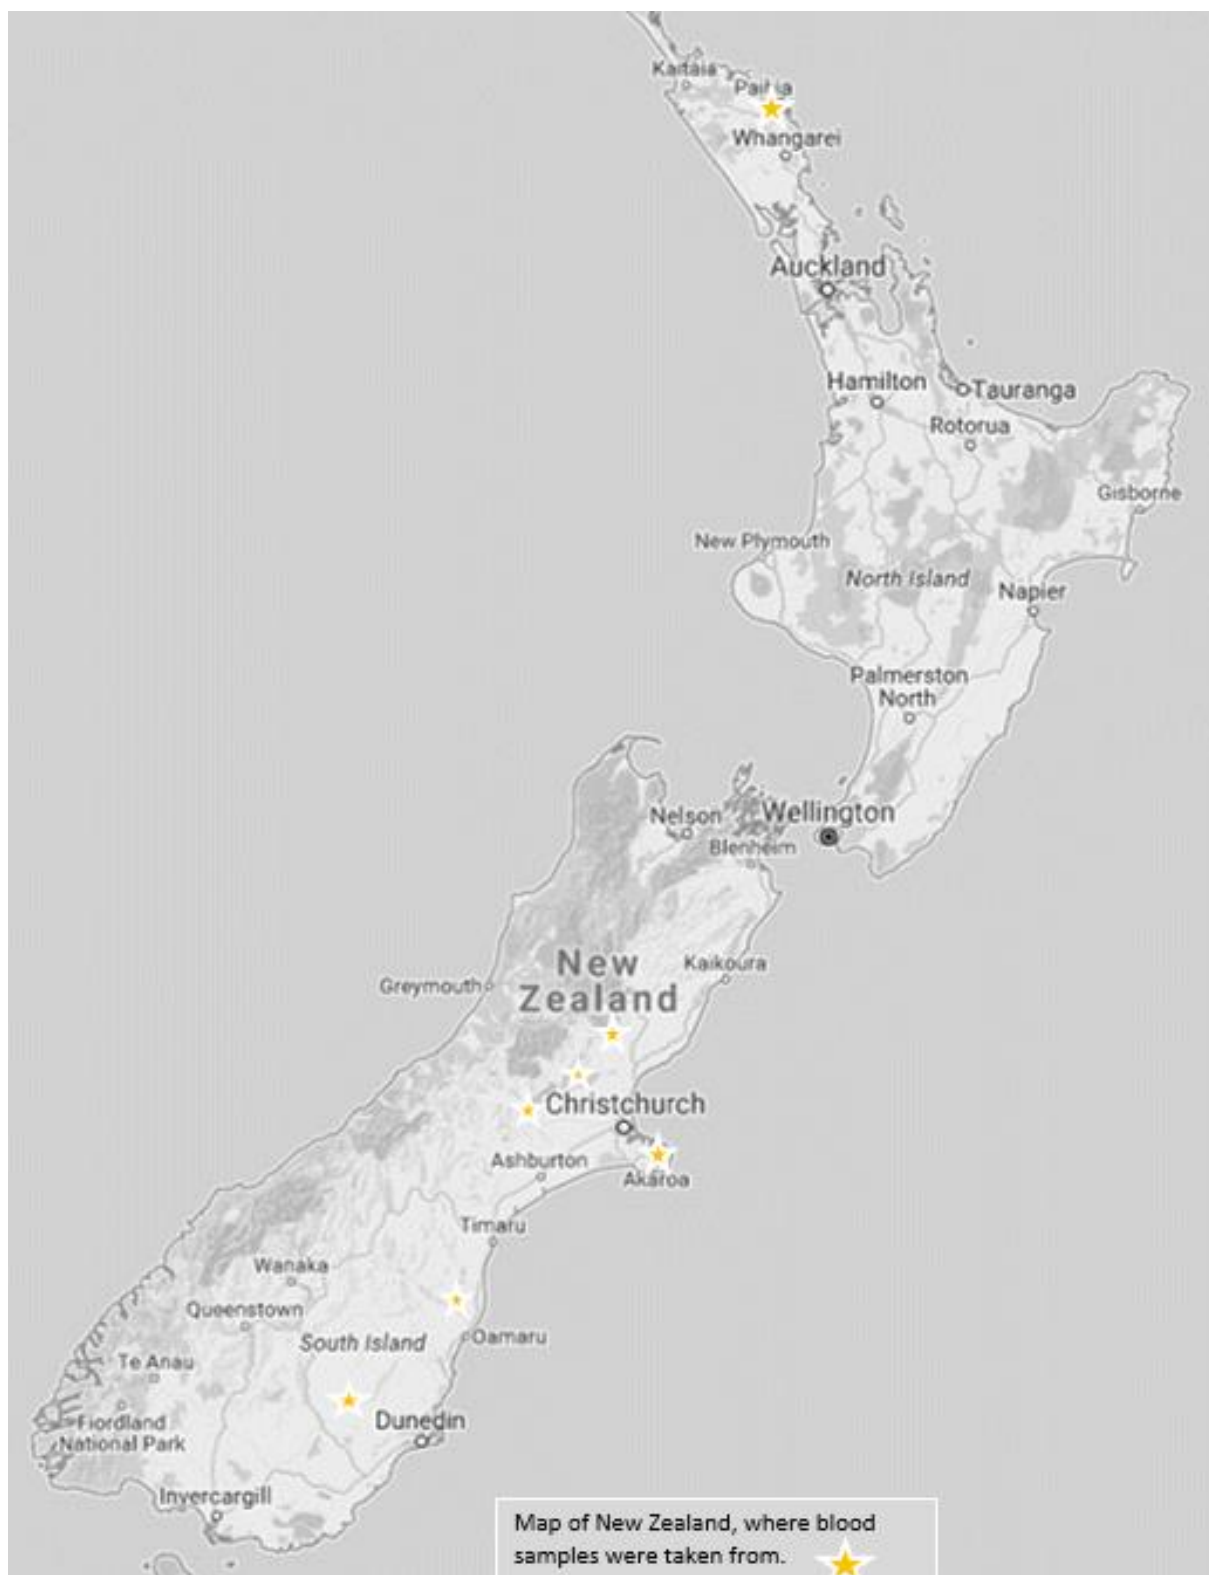 Kaitaia
Paihia
Whangarei
Auckland
Hamilton
Tauranga
Rotorua
Gisborne
New Plymouth
North Island
Napier
Palmerston
North
Nelson
Wellington
Blenheim
New
Zealand
Kaikoura
Greymouth
Christchurch
Ashburton
Akaroa
Timaru
Wanaka
Queenstown
South Island
Oamaru
Te Anau
Dunedin
Fiordland
National Park
Invercargill
Map of New Zealand, where blood
samples were taken from.